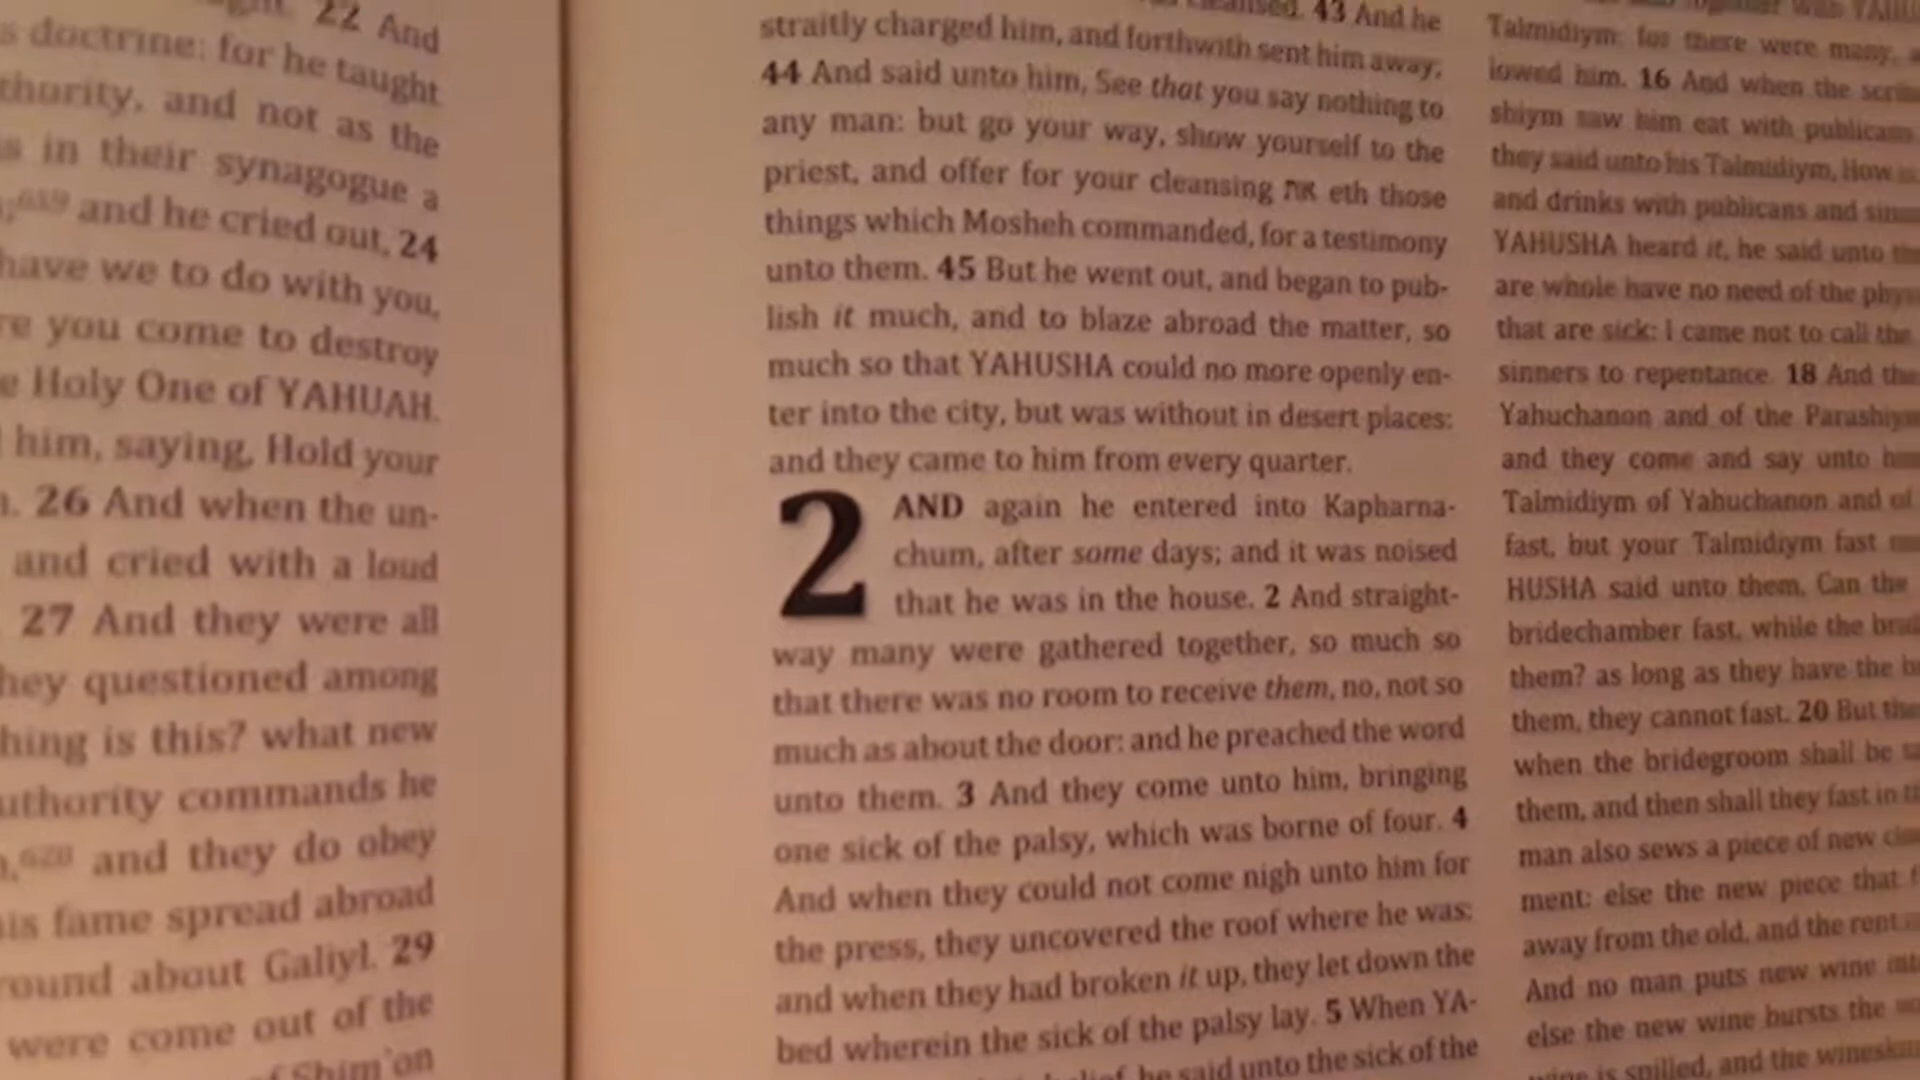 22 And
s doctrine: for he taught
thority, and not as the
s in their synagogue a
619 and he cried out, 24
have we to do with you,
re you come to destroy
e Holy One of YAHUAH.
him, saying, Hold your
26 And when the un-
and cried with a loud
27 And they were all
hey questioned among
hing is this? what new
uthority commands he
620 and they do obey
is fame spread abroad
round about Galiyl. 29
were come out of the
of Shim'on
cleansed. 43 And he
straitly charged him, and forthwith sent him away;
44 And said unto him, See that you say nothing to
any man: but go your way, show yourself to the
priest, and offer for your cleansing את eth those
things which Mosheh commanded, for a testimony
unto them. 45 But he went out, and began to pub-
lish it much, and to blaze abroad the matter, so
much so that YAHUSHA could no more openly en-
ter into the city, but was without in desert places:
and they came to him from every quarter.
2 AND again he entered into Kapharna-
chum, after some days; and it was noised
that he was in the house. 2 And straight-
way many were gathered together, so much so
that there was no room to receive them, no, not so
much as about the door: and he preached the word
unto them. 3 And they come unto him, bringing
one sick of the palsy, which was borne of four. 4
And when they could not come nigh unto him for
the press, they uncovered the roof where he was:
and when they had broken it up, they let down the
bed wherein the sick of the palsy lay. 5 When YA-
he said unto the sick of the
Talmidiym: for there were many,
lowed him. 16 And when the
shiym saw him eat with publicans
they said unto his Talmidiym, How
and drinks with publicans and
YAHUSHA heard it, he said unto
are whole have no need of the
that are sick: I came not to call the
sinners to repentance. 18 And the
Yahuchanon and of the
and they come and say unto
Talmidiym of Yahuchanon and of
fast, but your Talmidiym fast
HUSHA said unto them, Can the
bridechamber fast, while the
them? as long as they have the
them, they cannot fast. 20 But the
when the bridegroom shall be
them, and then shall they fast in
man also sews a piece of new
ment: else the new piece that
away from the old, and the rent
And no man puts new wine
else the new wine bursts the
is spilled, and the